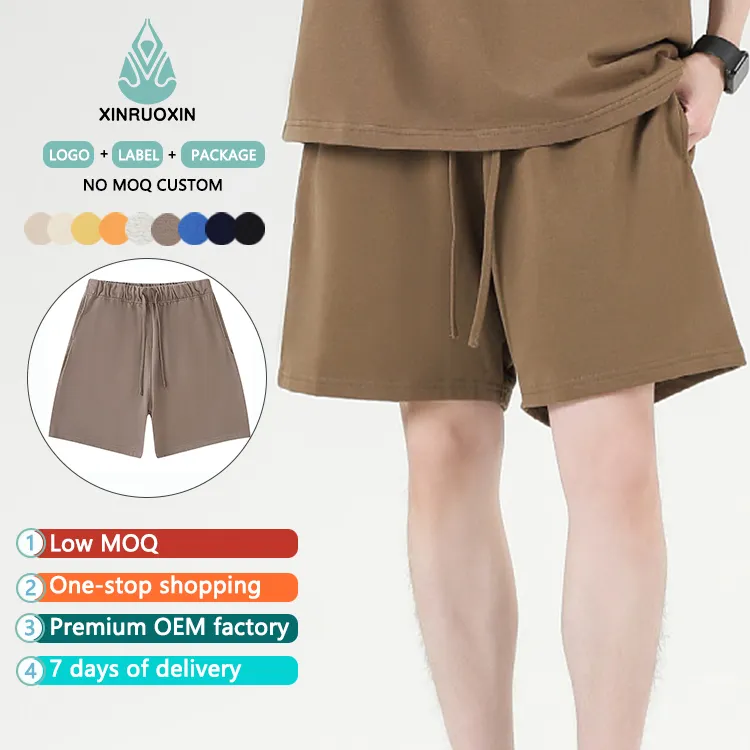 XINRUOXIN
LOGO + LABEL + PACKAGE
NO MOQ CUSTOM
1 Low MOQ
2 One-stop shopping
3 Premium OEM factory
4 7 days of delivery